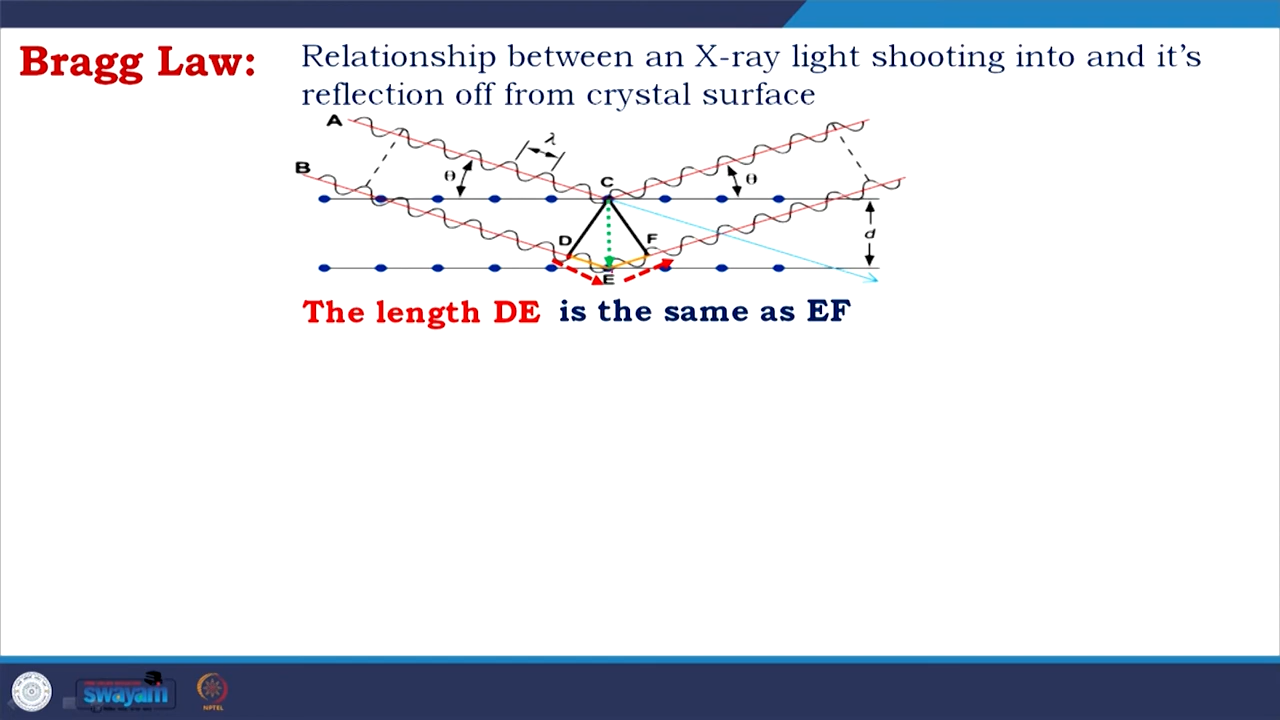 Bragg Law:
Relationship between an X-ray light shooting into and it's
reflection off from crystal surface
A
λ
B
θ
C
θ
D
F
d
E
The length DE is the same as EF
swayam
NPTEL